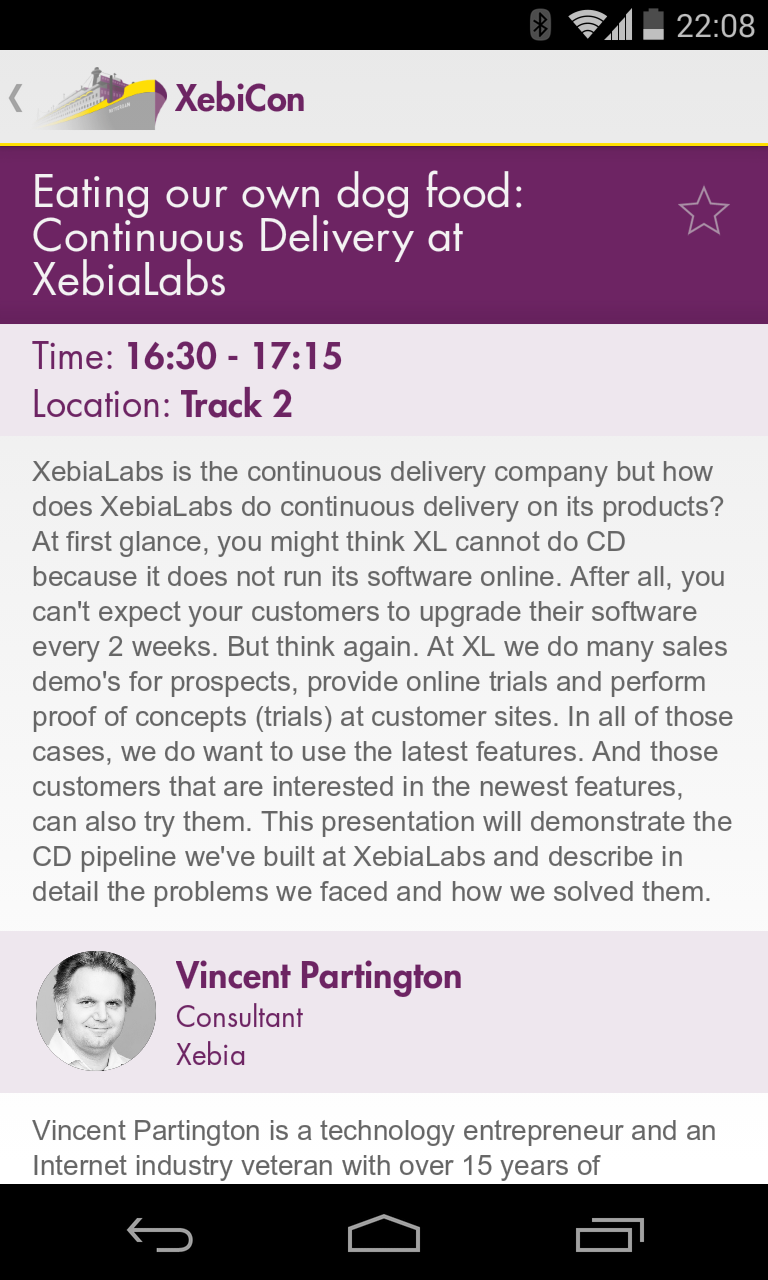 22:08
XebiCon
Eating our own dog food:
Continuous Delivery at
XebiaLabs
Time: 16:30 - 17:15
Location: Track 2
XebiaLabs is the continuous delivery company but how
does XebiaLabs do continuous delivery on its products?
At first glance, you might think XL cannot do CD
because it does not run its software online. After all, you
can't expect your customers to upgrade their software
every 2 weeks. But think again. At XL we do many sales
demo's for prospects, provide online trials and perform
proof of concepts (trials) at customer sites. In all of those
cases, we do want to use the latest features. And those
customers that are interested in the newest features,
can also try them. This presentation will demonstrate the
CD pipeline we've built at XebiaLabs and describe in
detail the problems we faced and how we solved them.
Vincent Partington
Consultant
Xebia
Vincent Partington is a technology entrepreneur and an
Internet industry veteran with over 15 years of